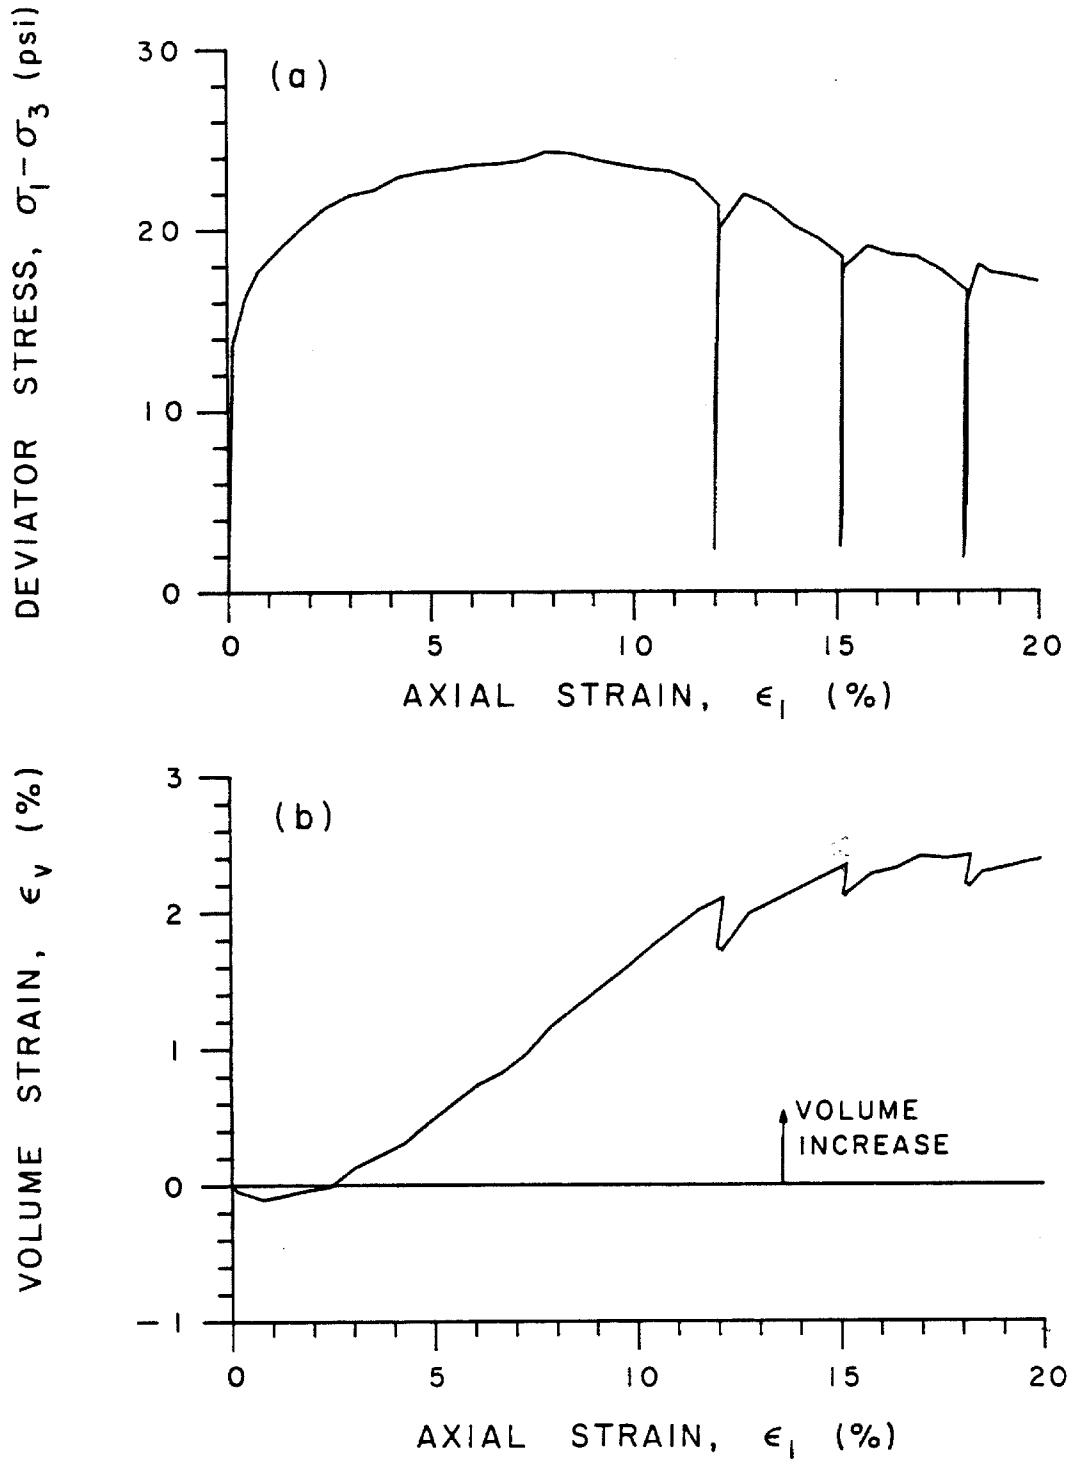 DEVIATOR STRESS, σ₁-σ₃ (psi)
(a)
30
20
10
0
0 5 10 15 20
AXIAL STRAIN, ϵ₁ (%)
VOLUME STRAIN, ϵᵥ (%)
(b)
3
2
1
0
-1
VOLUME
INCREASE
0 5 10 15 20
AXIAL STRAIN, ϵ₁ (%)